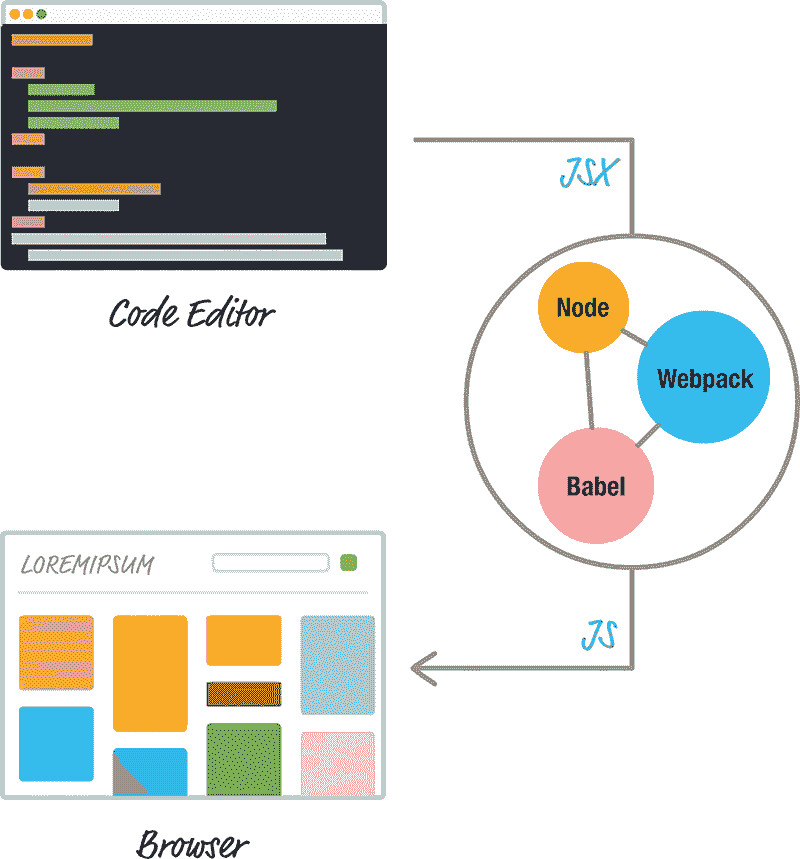 JSX
Code Editor
Node
Webpack
Babel
LOREMIPSUM
JS
Browser